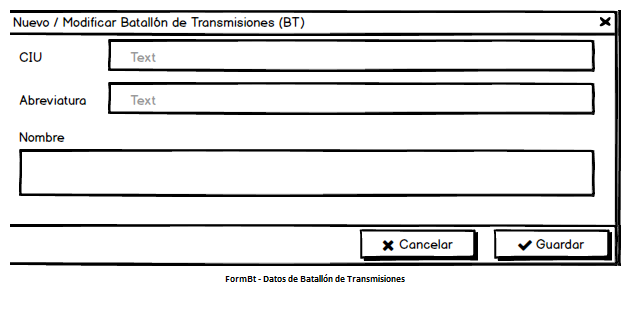 Nuevo / Modificar Batallón de Transmisiones (BT)
CIU
Text
Abreviatura
Text
Nombre
Cancelar
Guardar
FormBt - Datos de Batallón de Transmisiones